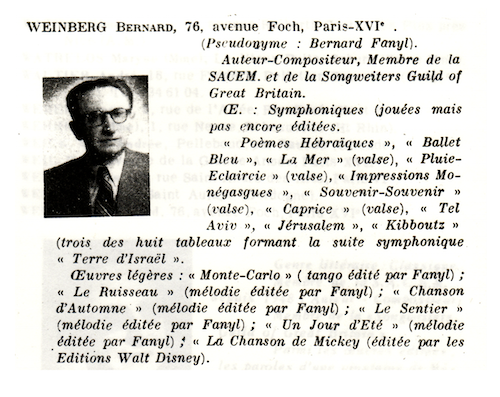 WEINBERG BERNARD, 76, avenue Foch, Paris-XVIe .
(Pseudonyme : Bernard Fanyl).
Auteur-Compositeur, Membre de la
SACEM. et de la Songweiters Guild of
Great Britain.
Œ. : Symphoniques (jouées mais
pas encore éditées.
« Poèmes Hébraïques », « Ballet
Bleu », « La Mer » (valse), « Pluie-
Eclaircie » (valse), « Impressions Mo-
négasgues », « Souvenir-Souvenir »
(valse), « Caprice » (valse), « Tel
Aviv », « Jérusalem », « Kibboutz »
(trois des huit tableaux formant la suite symphonique
« Terre d'Israël ».
Œuvres légères : « Monte-Carlo » ( tango édité par Fanyl) ;
« Le Ruisseau » (mélodie éditée par Fanyl) ; « Chanson
d'Automne » (mélodie éditée par Fanyl) ; « Le Sentier »
(mélodie éditée par Fanyl) ; « Un Jour d'Eté » (mélodie
éditée par Fanyl) ; « La Chanson de Mickey (éditée par les
Editions Walt Disney).